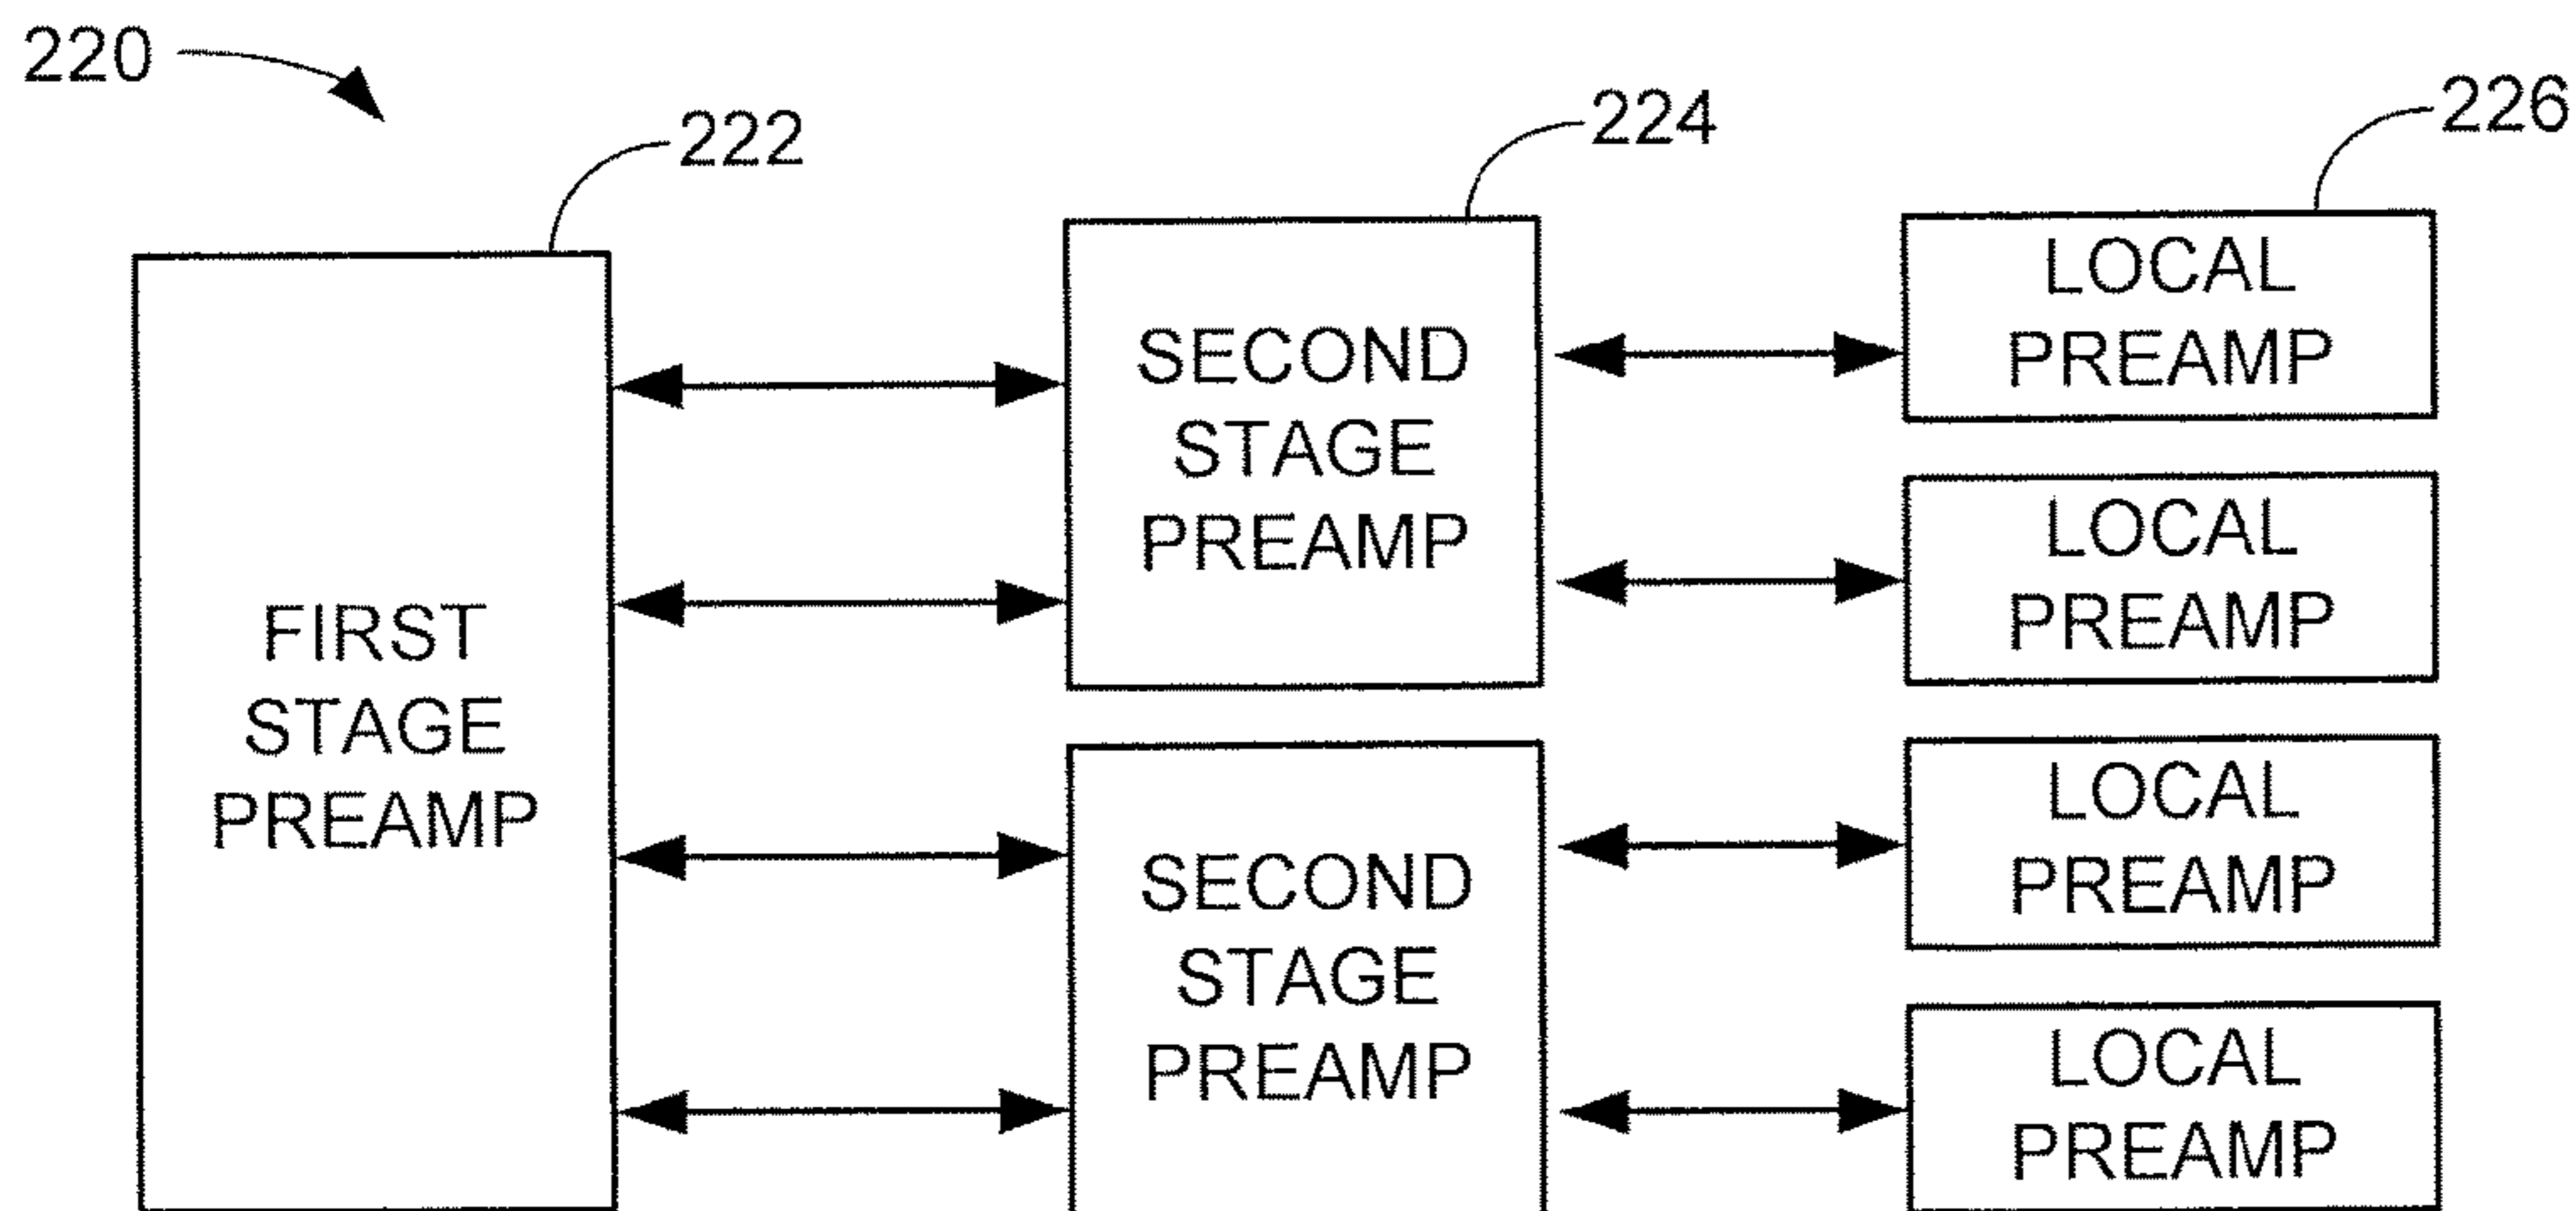 220
222
224
226
FIRST
STAGE
PREAMP
SECOND
STAGE
PREAMP
SECOND
STAGE
PREAMP
LOCAL
PREAMP
LOCAL
PREAMP
LOCAL
PREAMP
LOCAL
PREAMP